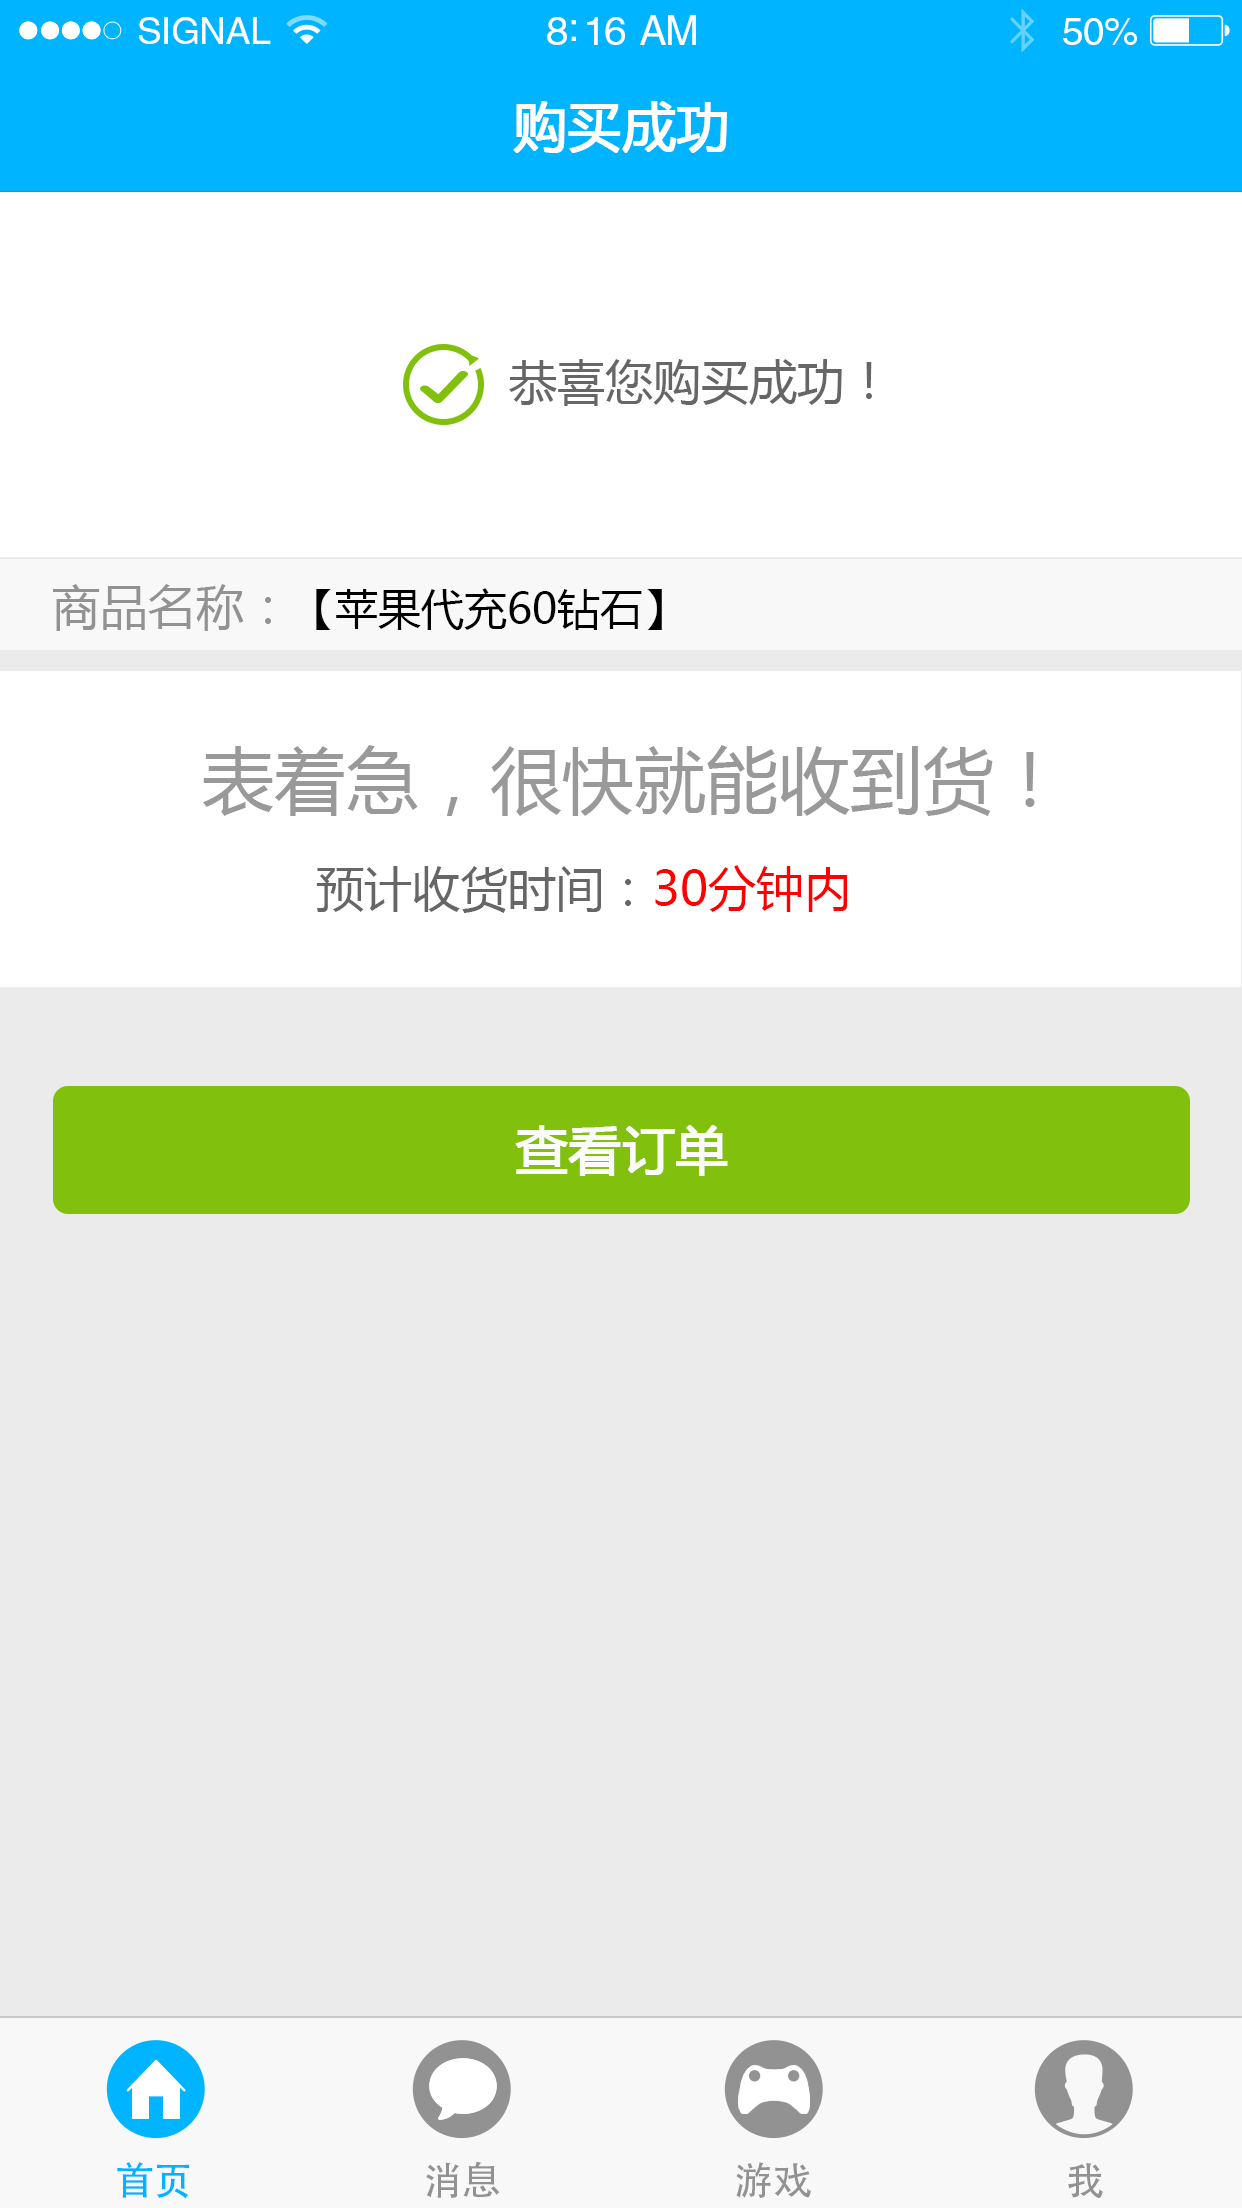 SIGNAL 8:16 AM 50%
购买成功
恭喜您购买成功！
商品名称：【苹果代充60钻石】
表着急，很快就能收到货！
预计收货时间：30分钟内
查看订单
首页 消息 游戏 我